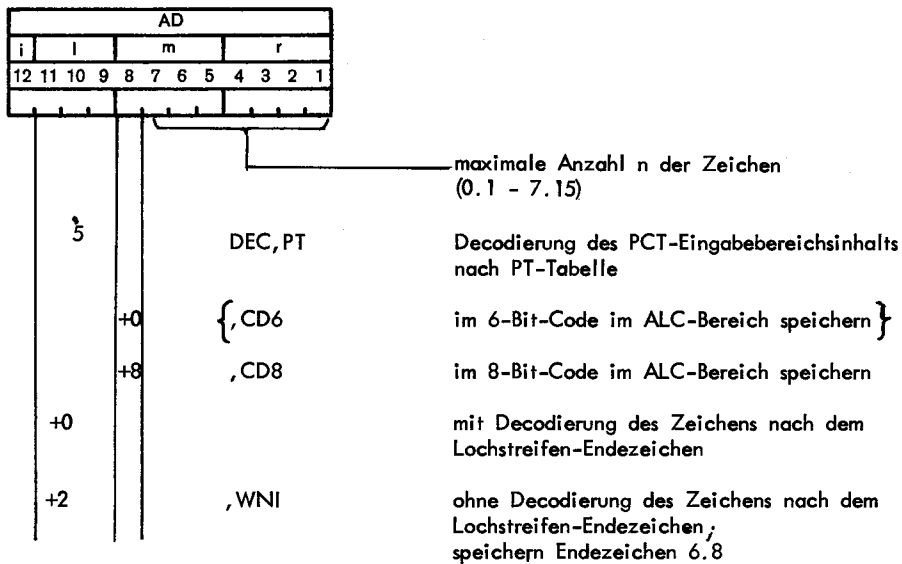 AD
i l m r
12 11 10 9 8 7 6 5 4 3 2 1
maximale Anzahl n der Zeichen
(0.1 - 7.15)
5 DEC,PT Decodierung des PCT-Eingabebereichsinhalts
nach PT-Tabelle
+0 {,CD6 im 6-Bit-Code im ALC-Bereich speichern}
+8 ,CD8 im 8-Bit-Code im ALC-Bereich speichern
+0 mit Decodierung des Zeichens nach dem
Lochstreifen-Endezeichen
+2 ,WNI ohne Decodierung des Zeichens nach dem
Lochstreifen-Endezeichen;
speichern Endezeichen 6.8